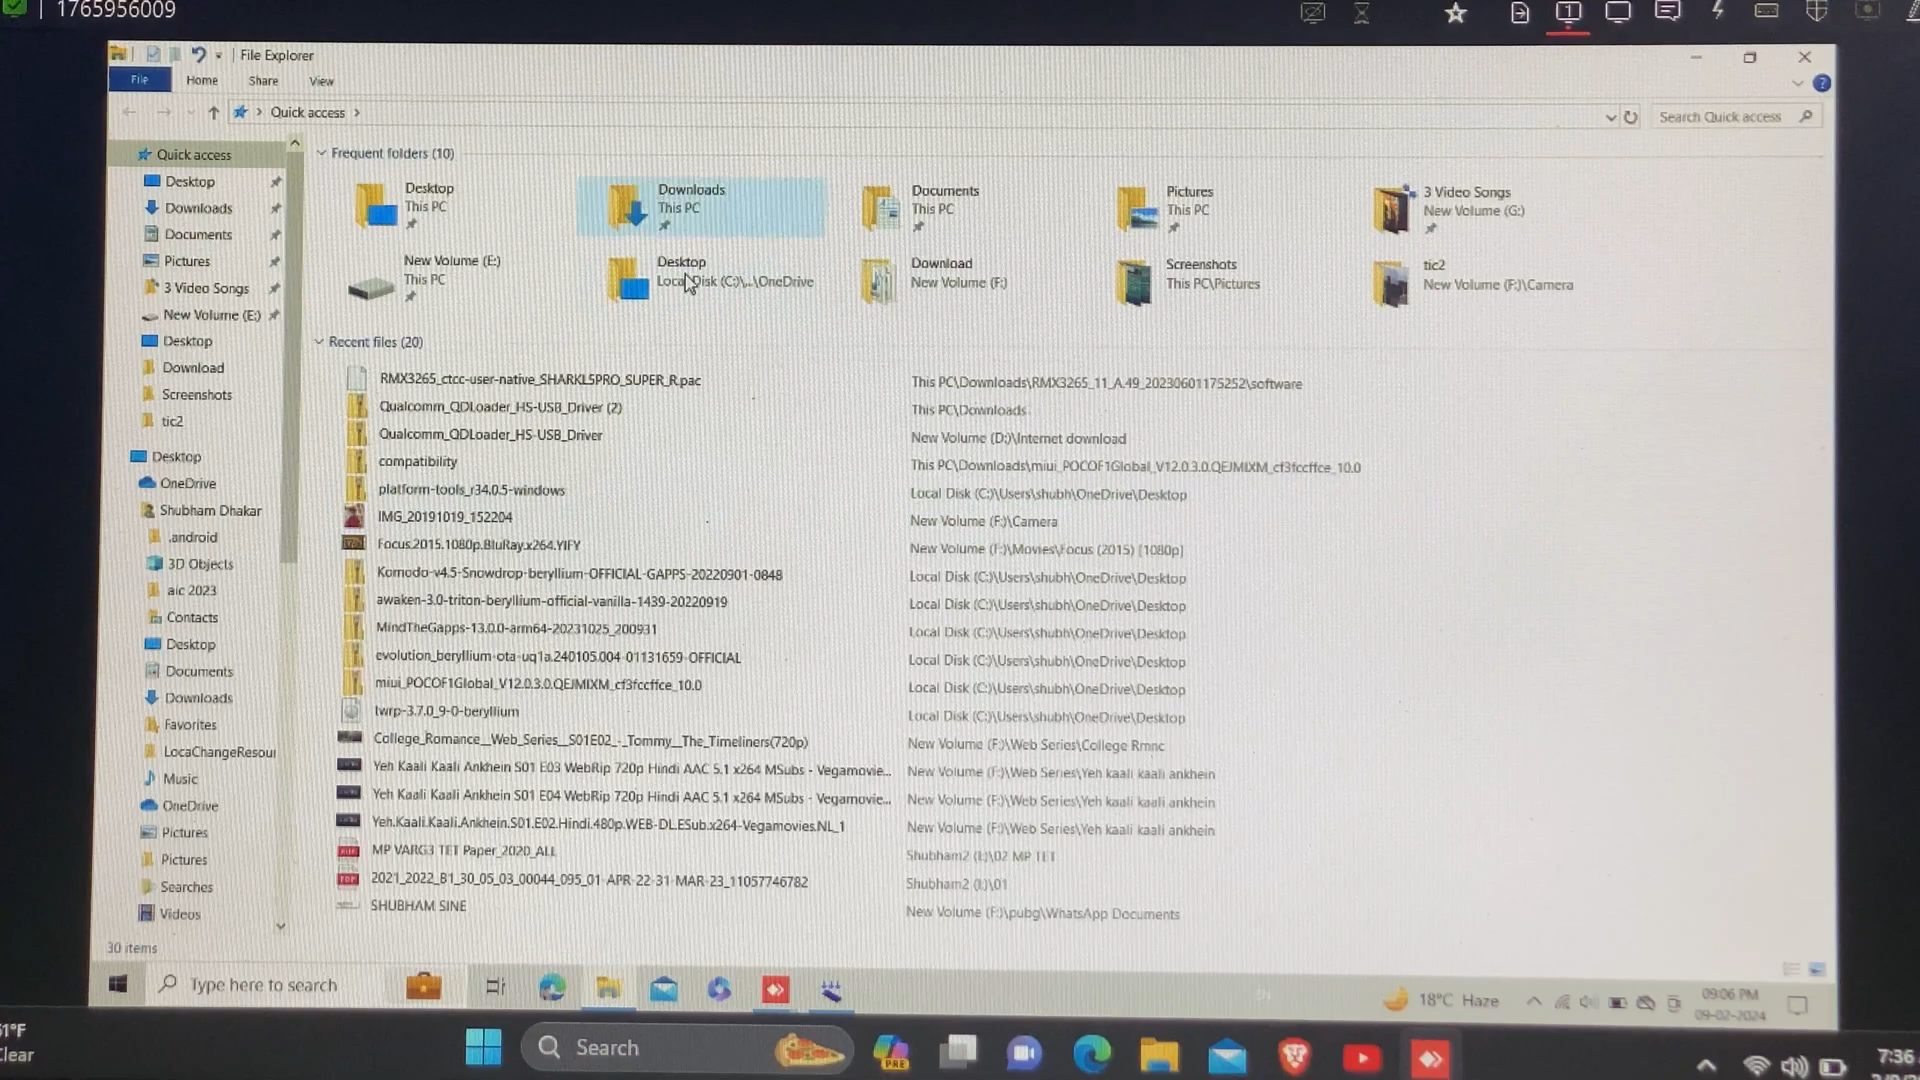 1765956009
File Explorer
File Home Share View
Quick access
Search Quick access
Quick access
Desktop
Downloads
Documents
Pictures
3 Video Songs
New Volume (E:)
Desktop
Download
Screenshots
tic2
Desktop
OneDrive
Shubham Dhakar
.android
3D Objects
aic 2023
Contacts
Desktop
Documents
Downloads
Favorites
LocaChangeResour
Music
OneDrive
Pictures
Pictures
Searches
Videos
Frequent folders (10)
Desktop
This PC
Downloads
This PC
Documents
This PC
Pictures
This PC
3 Video Songs
New Volume (G:)
New Volume (E:)
This PC
Desktop
Local Disk (C:)\...\OneDrive
Download
New Volume (F:)
Screenshots
This PC\Pictures
tic2
New Volume (F:)\Camera
Recent files (20)
RMX3265_ctcc-user-native_SHARKL5PRO_SUPER_R.pac This PC\Downloads\RMX3265_11_A.49_20230601175252\software
Qualcomm_QDLoader_HS-USB_Driver (2) This PC\Downloads
Qualcomm_QDLoader_HS-USB_Driver New Volume (D:)\Internet download
compatibility This PC\Downloads\miui_POCOF1Global_V12.0.3.0.QEJMIXM_cf3fccffce_10.0
platform-tools_r34.0.5-windows Local Disk (C:)\Users\shubh\OneDrive\Desktop
IMG_20191019_152204 New Volume (F:)\Camera
Focus.2015.1080p.BluRay.x264.YIFY New Volume (F:)\Movies\Focus (2015) [1080p]
Komodo-v4.5-Snowdrop-beryllium-OFFICIAL-GAPPS-20220901-0848 Local Disk (C:)\Users\shubh\OneDrive\Desktop
awaken-3.0-triton-beryllium-official-vanilla-1439-20220919 Local Disk (C:)\Users\shubh\OneDrive\Desktop
MindTheGapps-13.0.0-arm64-20231025_200931 Local Disk (C:)\Users\shubh\OneDrive\Desktop
evolution_beryllium-ota-uq1a.240105.004-01131659-OFFICIAL Local Disk (C:)\Users\shubh\OneDrive\Desktop
miui_POCOF1Global_V12.0.3.0.QEJMIXM_cf3fccffce_10.0 Local Disk (C:)\Users\shubh\OneDrive\Desktop
twrp-3.7.0_9-0-beryllium Local Disk (C:)\Users\shubh\OneDrive\Desktop
College_Romance__Web_Series__S01E02_-_Tommy__The_Timeliners(720p) New Volume (F:)\Web Series\College Rmnc
Yeh Kaali Kaali Ankhein S01 E03 WebRip 720p Hindi AAC 5.1 x264 MSubs - Vegamovie... New Volume (F:)\Web Series\Yeh kaali kaali ankhein
Yeh Kaali Kaali Ankhein S01 E04 WebRip 720p Hindi AAC 5.1 x264 MSubs - Vegamovie... New Volume (F:)\Web Series\Yeh kaali kaali ankhein
Yeh.Kaali.Kaali.Ankhein.S01.E02.Hindi.480p.WEB-DL.ESub.x264-Vegamovies.NL_1 New Volume (F:)\Web Series\Yeh kaali kaali ankhein
MP VARG3 TET Paper_2020_ALL Shubham2 (I:)\02 MP TET
2021_2022_B1_30_05_03_00044_095_01-APR-22-31-MAR-23_11057746782 Shubham2 (I:)\01
SHUBHAM SINE New Volume (F:)\pubg\WhatsApp Documents
30 items
Type here to search
18°C Haze
09:06 PM
09-02-2024
Clear
Search
PRE
7:36